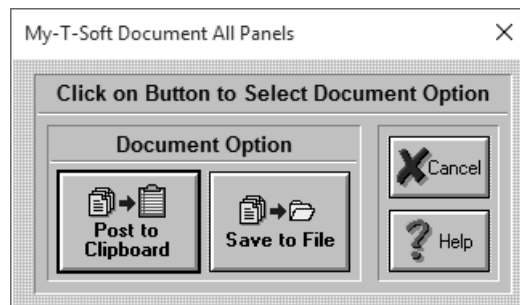 My-T-Soft Document All Panels
Click on Button to Select Document Option
Document Option
Post to
Clipboard
Save to File
Cancel
Help